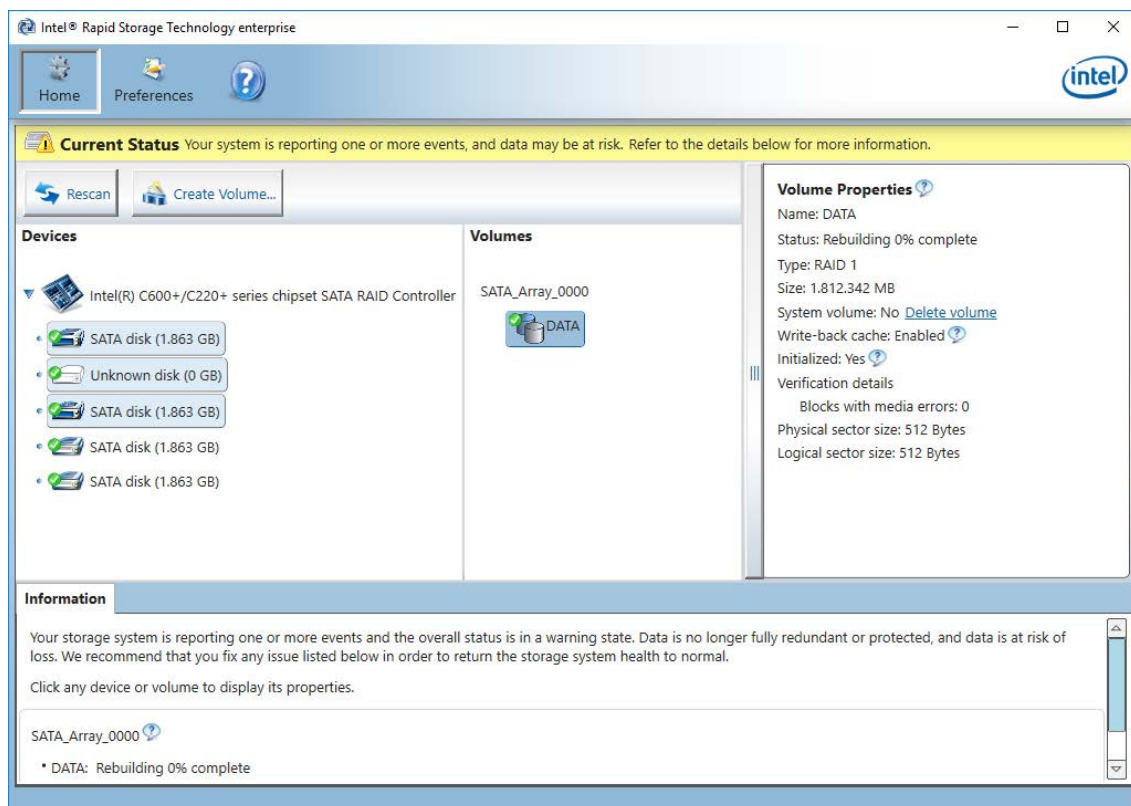 Intel® Rapid Storage Technology enterprise
Home
Preferences
intel
Current Status Your system is reporting one or more events, and data may be at risk. Refer to the details below for more information.
Rescan
Create Volume...
Devices
Intel(R) C600+/C220+ series chipset SATA RAID Controller
SATA disk (1.863 GB)
Unknown disk (0 GB)
SATA disk (1.863 GB)
SATA disk (1.863 GB)
SATA disk (1.863 GB)
Volumes
SATA_Array_0000
DATA
Volume Properties
Name: DATA
Status: Rebuilding 0% complete
Type: RAID 1
Size: 1.812.342 MB
System volume: No Delete volume
Write-back cache: Enabled
Initialized: Yes
Verification details
Blocks with media errors: 0
Physical sector size: 512 Bytes
Logical sector size: 512 Bytes
Information
Your storage system is reporting one or more events and the overall status is in a warning state. Data is no longer fully redundant or protected, and data is at risk of
loss. We recommend that you fix any issue listed below in order to return the storage system health to normal.
Click any device or volume to display its properties.
SATA_Array_0000
• DATA: Rebuilding 0% complete